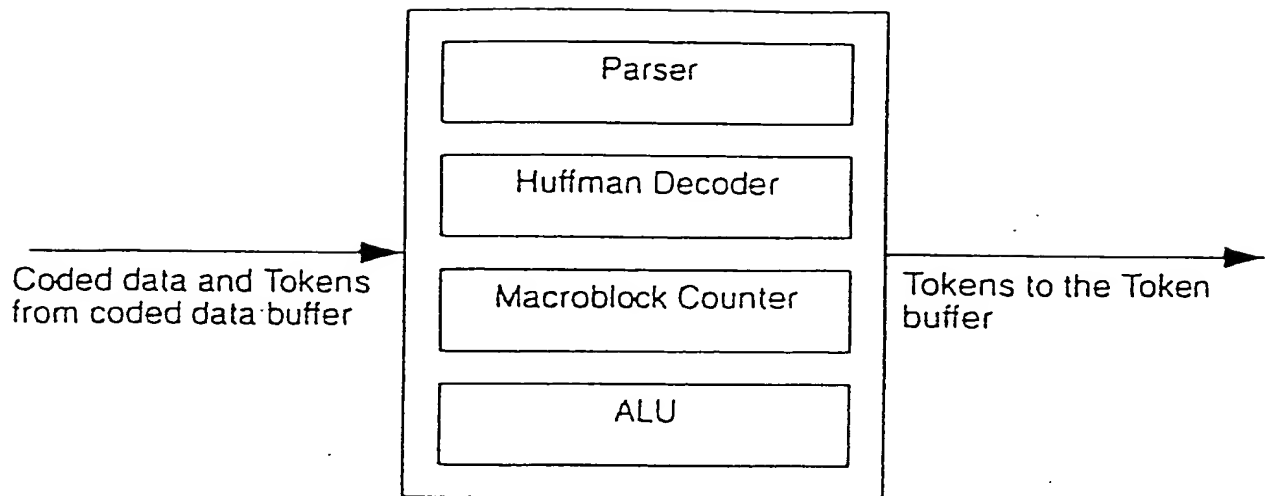 Parser
Huffman Decoder
Macroblock Counter
ALU
Coded data and Tokens
from coded data buffer
Tokens to the Token
buffer